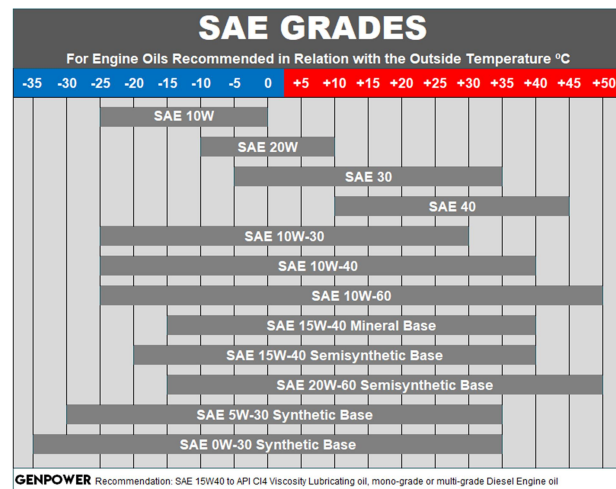 SAE GRADES
For Engine Oils Recommended in Relation with the Outside Temperature ºC
-35 -30 -25 -20 -15 -10 -5 0 +5 +10 +15 +20 +25 +30 +35 +40 +45 +50
SAE 10W
SAE 20W
SAE 30
SAE 40
SAE 10W-30
SAE 10W-40
SAE 10W-60
SAE 15W-40 Mineral Base
SAE 15W-40 Semisynthetic Base
SAE 20W-60 Semisynthetic Base
SAE 5W-30 Synthetic Base
SAE 0W-30 Synthetic Base
GENPOWER Recommendation: SAE 15W40 to API CI4 Viscosity Lubricating oil, mono-grade or multi-grade Diesel Engine oil